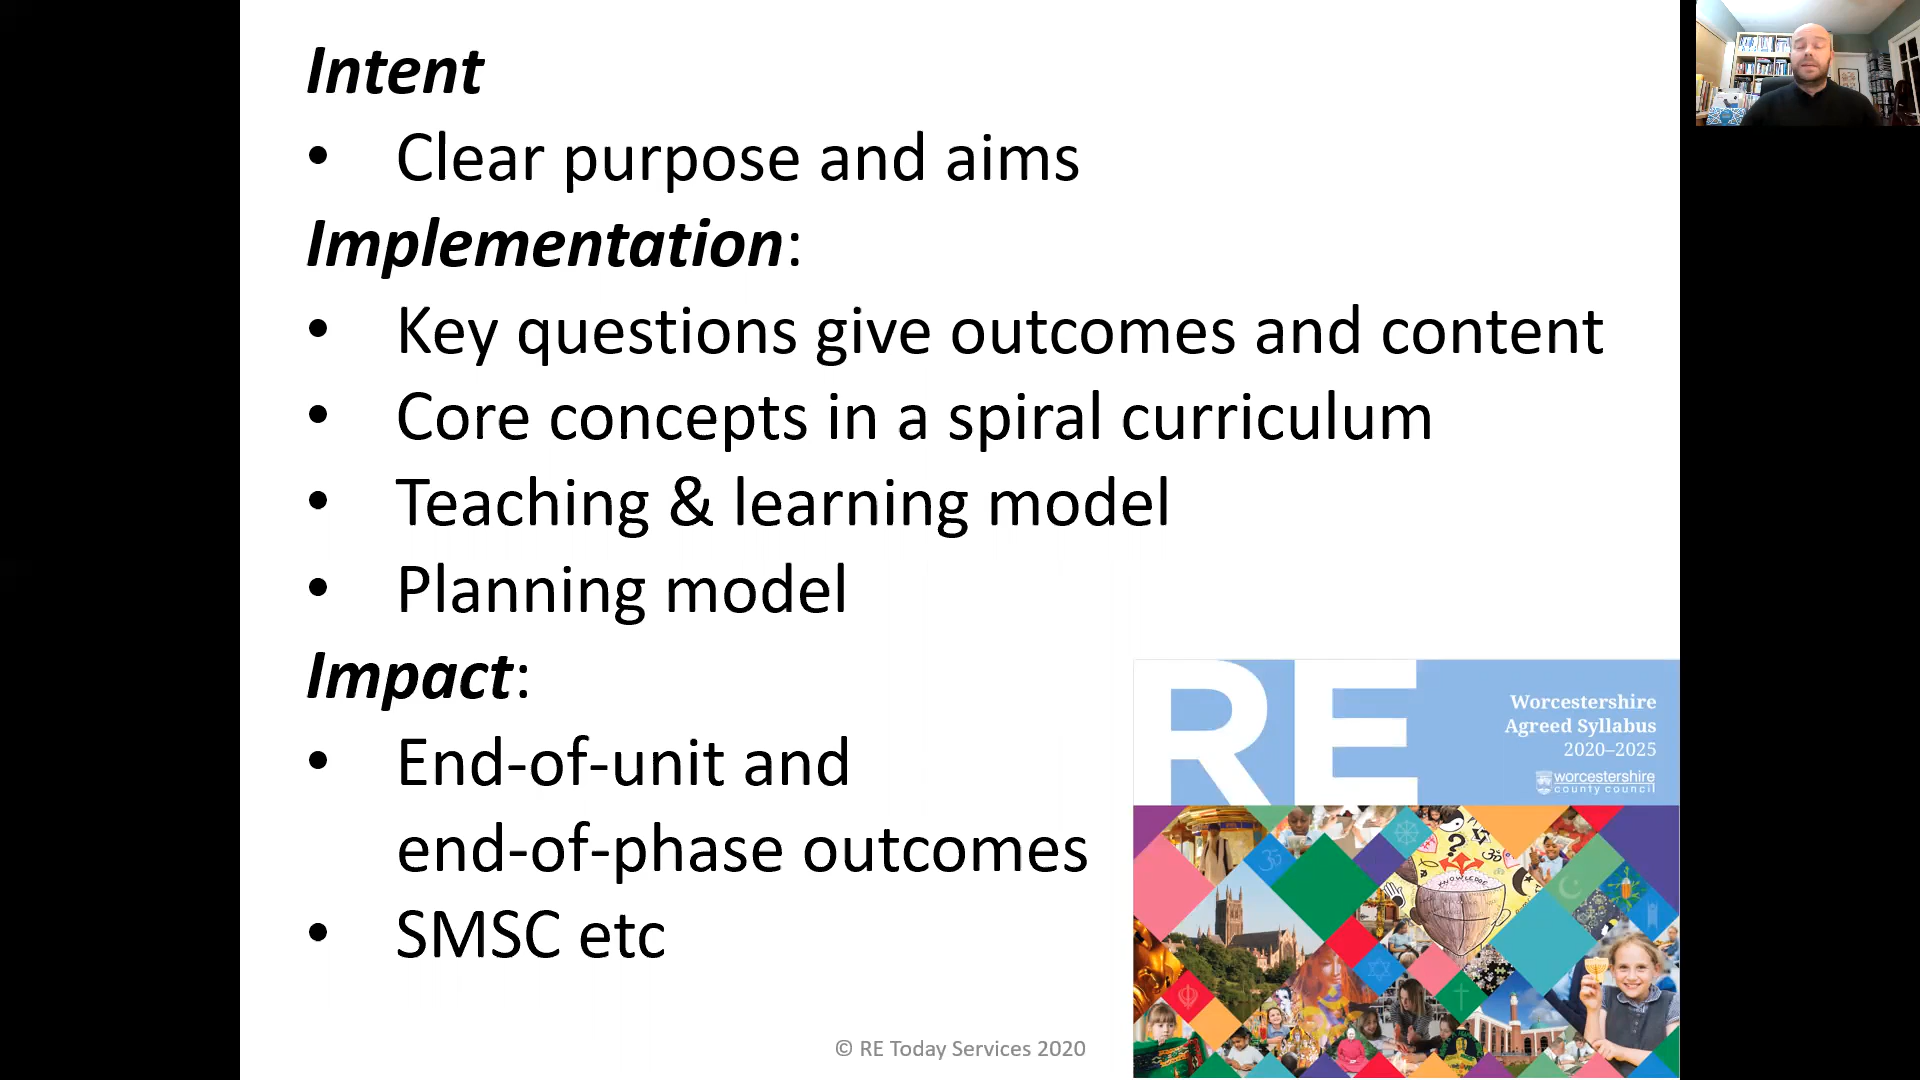 Intent
• Clear purpose and aims
Implementation:
• Key questions give outcomes and content
• Core concepts in a spiral curriculum
• Teaching & learning model
• Planning model
Impact:
• End-of-unit and
end-of-phase outcomes
• SMSC etc
RE
Worcestershire
Agreed Syllabus
2020–2025
worcestershire
county council
?
KNOWLEDGE
© RE Today Services 2020